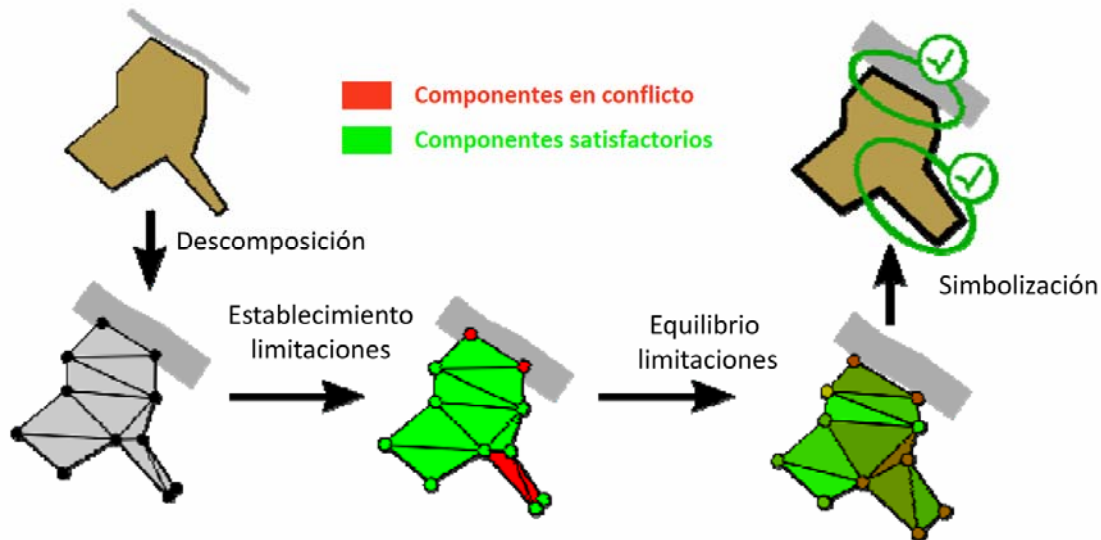 Componentes en conflicto
Componentes satisfactorios
Descomposición
Establecimiento
limitaciones
Equilibrio
limitaciones
Simbolización